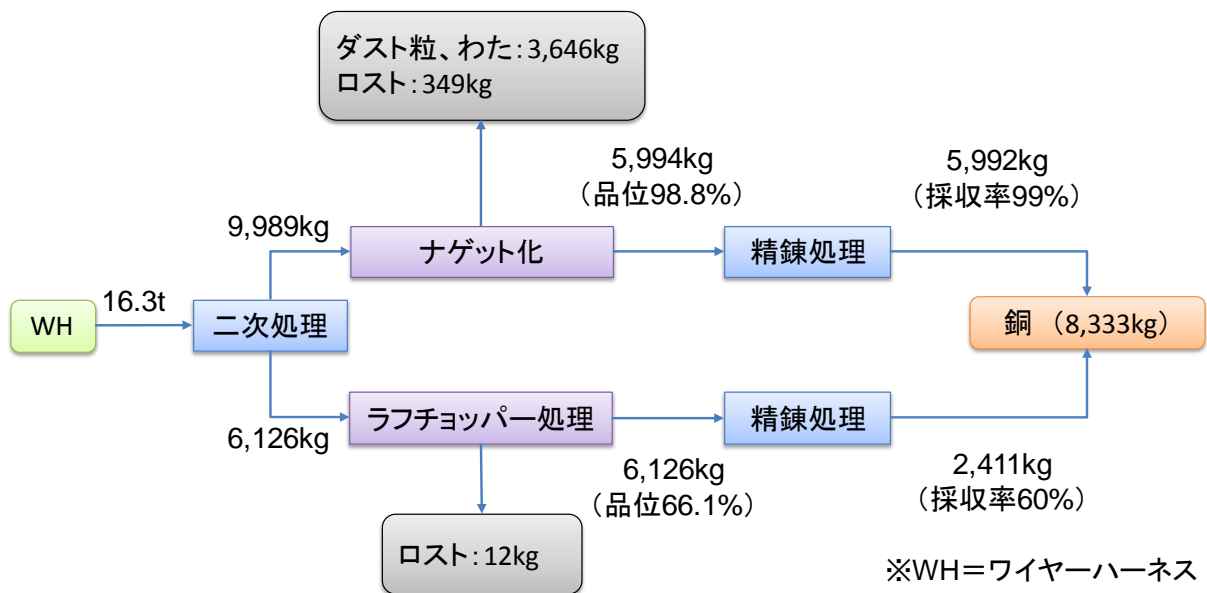 ダスト粒、わた：3,646kg
ロスト：349kg
5,994kg
（品位98.8%）
5,992kg
（採収率99%）
9,989kg
ナゲット化
精錬処理
16.3t
WH
二次処理
銅 （8,333kg）
ラフチョッパー処理
精錬処理
6,126kg
6,126kg
（品位66.1%）
2,411kg
（採収率60%）
ロスト：12kg
※WH＝ワイヤーハーネス